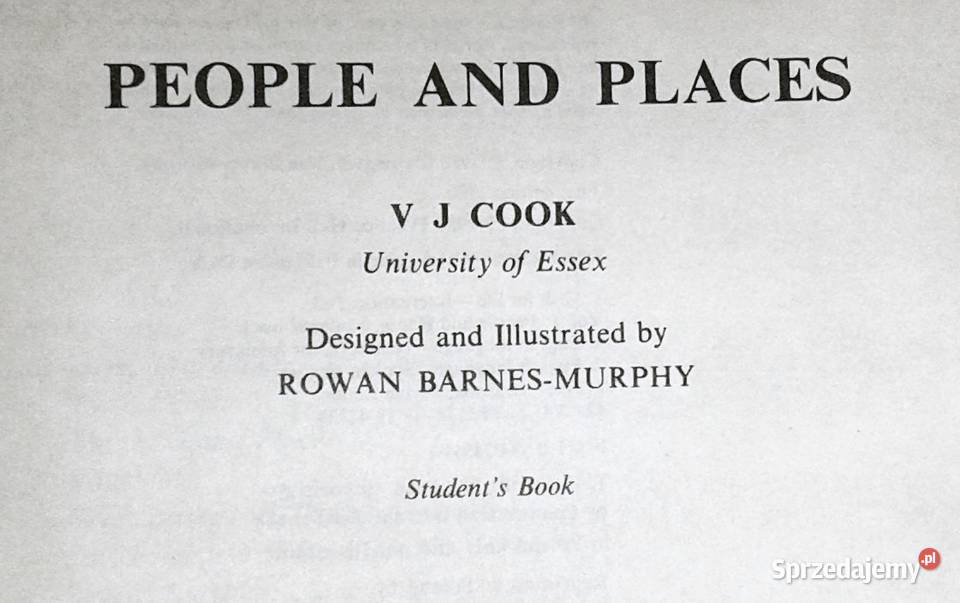 PEOPLE AND PLACES
V J COOK
University of Essex
Designed and Illustrated by
ROWAN BARNES-MURPHY
Student's Book
Sprzedajemy.pl